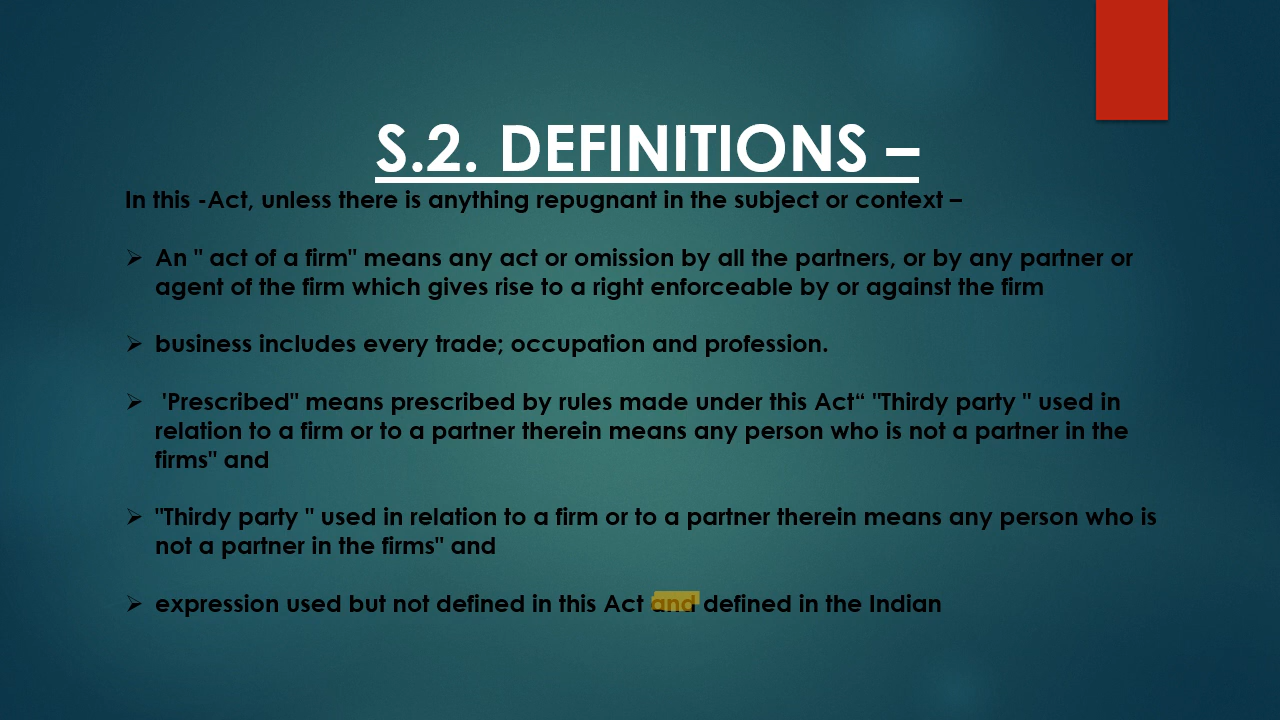 S.2. DEFINITIONS –
In this -Act, unless there is anything repugnant in the subject or context –
An " act of a firm" means any act or omission by all the partners, or by any partner or
agent of the firm which gives rise to a right enforceable by or against the firm
business includes every trade; occupation and profession.
'Prescribed" means prescribed by rules made under this Act“ "Thirdy party " used in
relation to a firm or to a partner therein means any person who is not a partner in the
firms" and
"Thirdy party " used in relation to a firm or to a partner therein means any person who is
not a partner in the firms" and
expression used but not defined in this Act and defined in the Indian